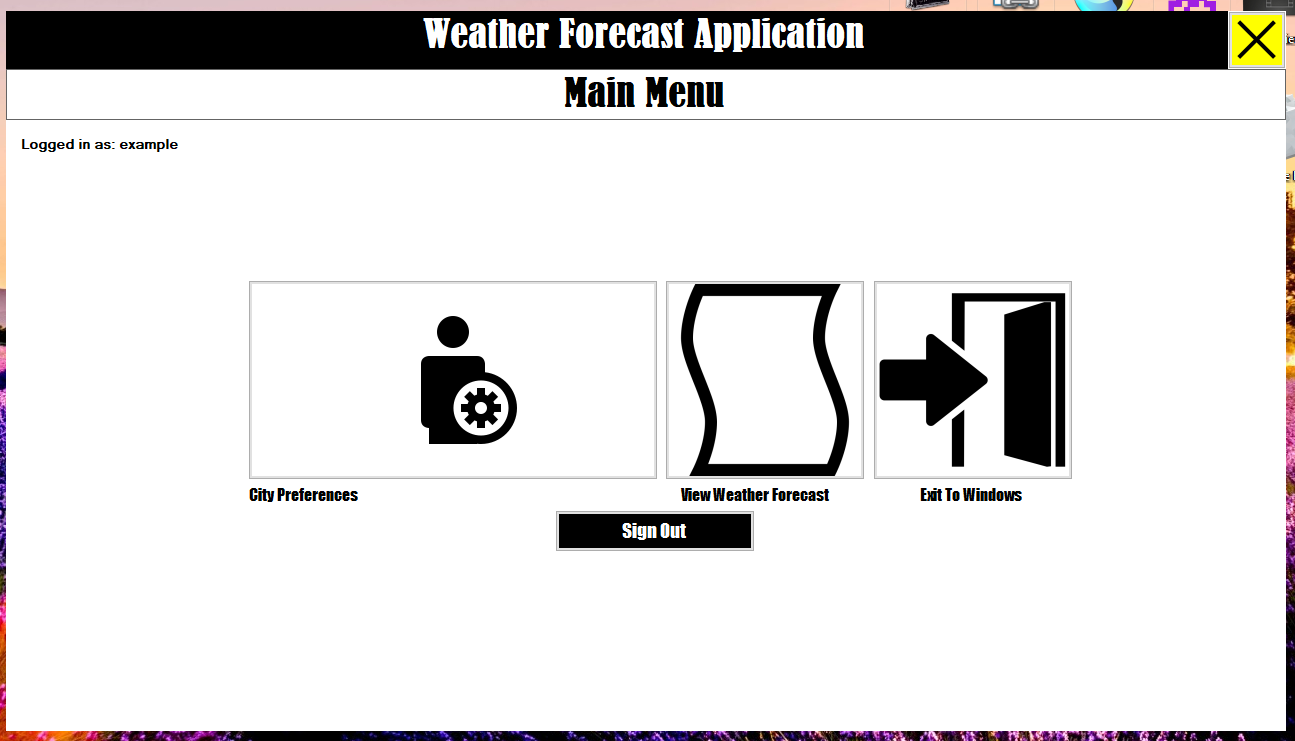 Weather Forecast Application
Main Menu
Logged in as: example
City Preferences
View Weather Forecast
Exit To Windows
Sign Out